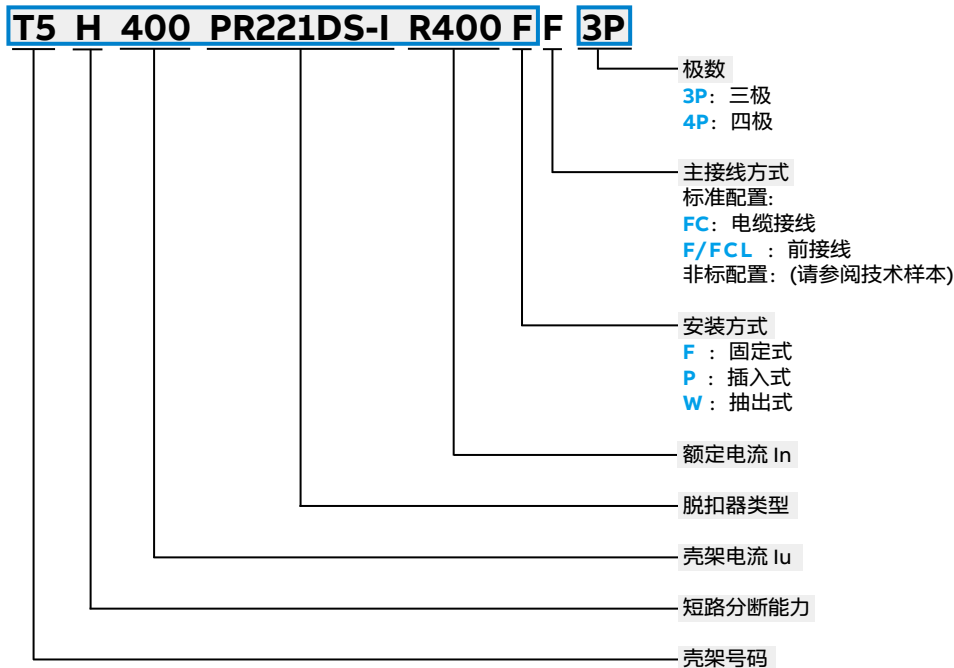 T5 H 400 PR221DS-I R400 F F 3P
极数
3P：三极
4P：四极
主接线方式
标准配置:
FC：电缆接线
F/FCL ：前接线
非标配置：(请参阅技术样本)
安装方式
F ：固定式
P ：插入式
W ：抽出式
额定电流 In
脱扣器类型
壳架电流 Iu
短路分断能力
壳架号码